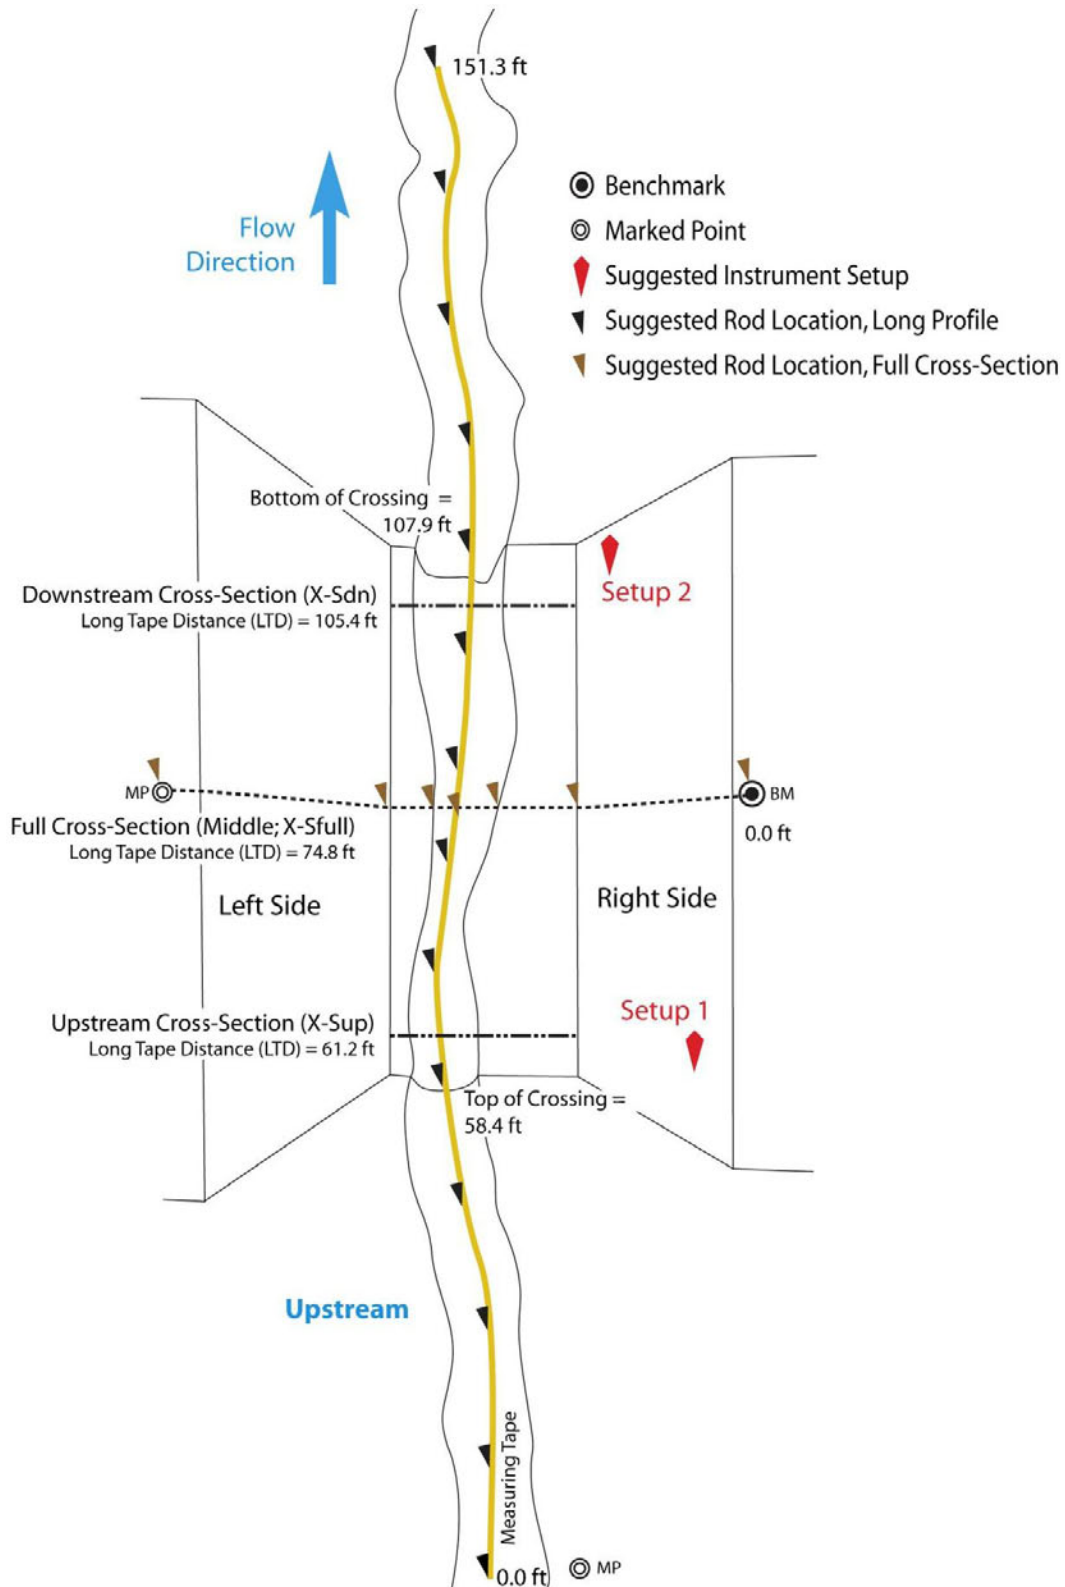 151.3 ft
Benchmark
Marked Point
Suggested Instrument Setup
Suggested Rod Location, Long Profile
Suggested Rod Location, Full Cross-Section
Flow
Direction
Bottom of Crossing =
107.9 ft
Setup 2
Downstream Cross-Section (X-Sdn)
Long Tape Distance (LTD) = 105.4 ft
MP
BM
0.0 ft
Full Cross-Section (Middle; X-Sfull)
Long Tape Distance (LTD) = 74.8 ft
Left Side
Right Side
Setup 1
Upstream Cross-Section (X-Sup)
Long Tape Distance (LTD) = 61.2 ft
Top of Crossing =
58.4 ft
Upstream
Measuring Tape
0.0 ft
MP